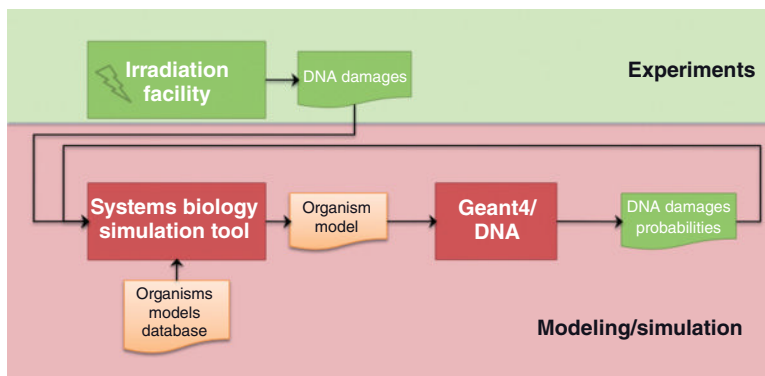 Irradiation
facility
DNA damages
Experiments
Systems biology
simulation tool
Organism
model
Geant4/
DNA
DNA damages
probabilities
Organisms
models
database
Modeling/simulation